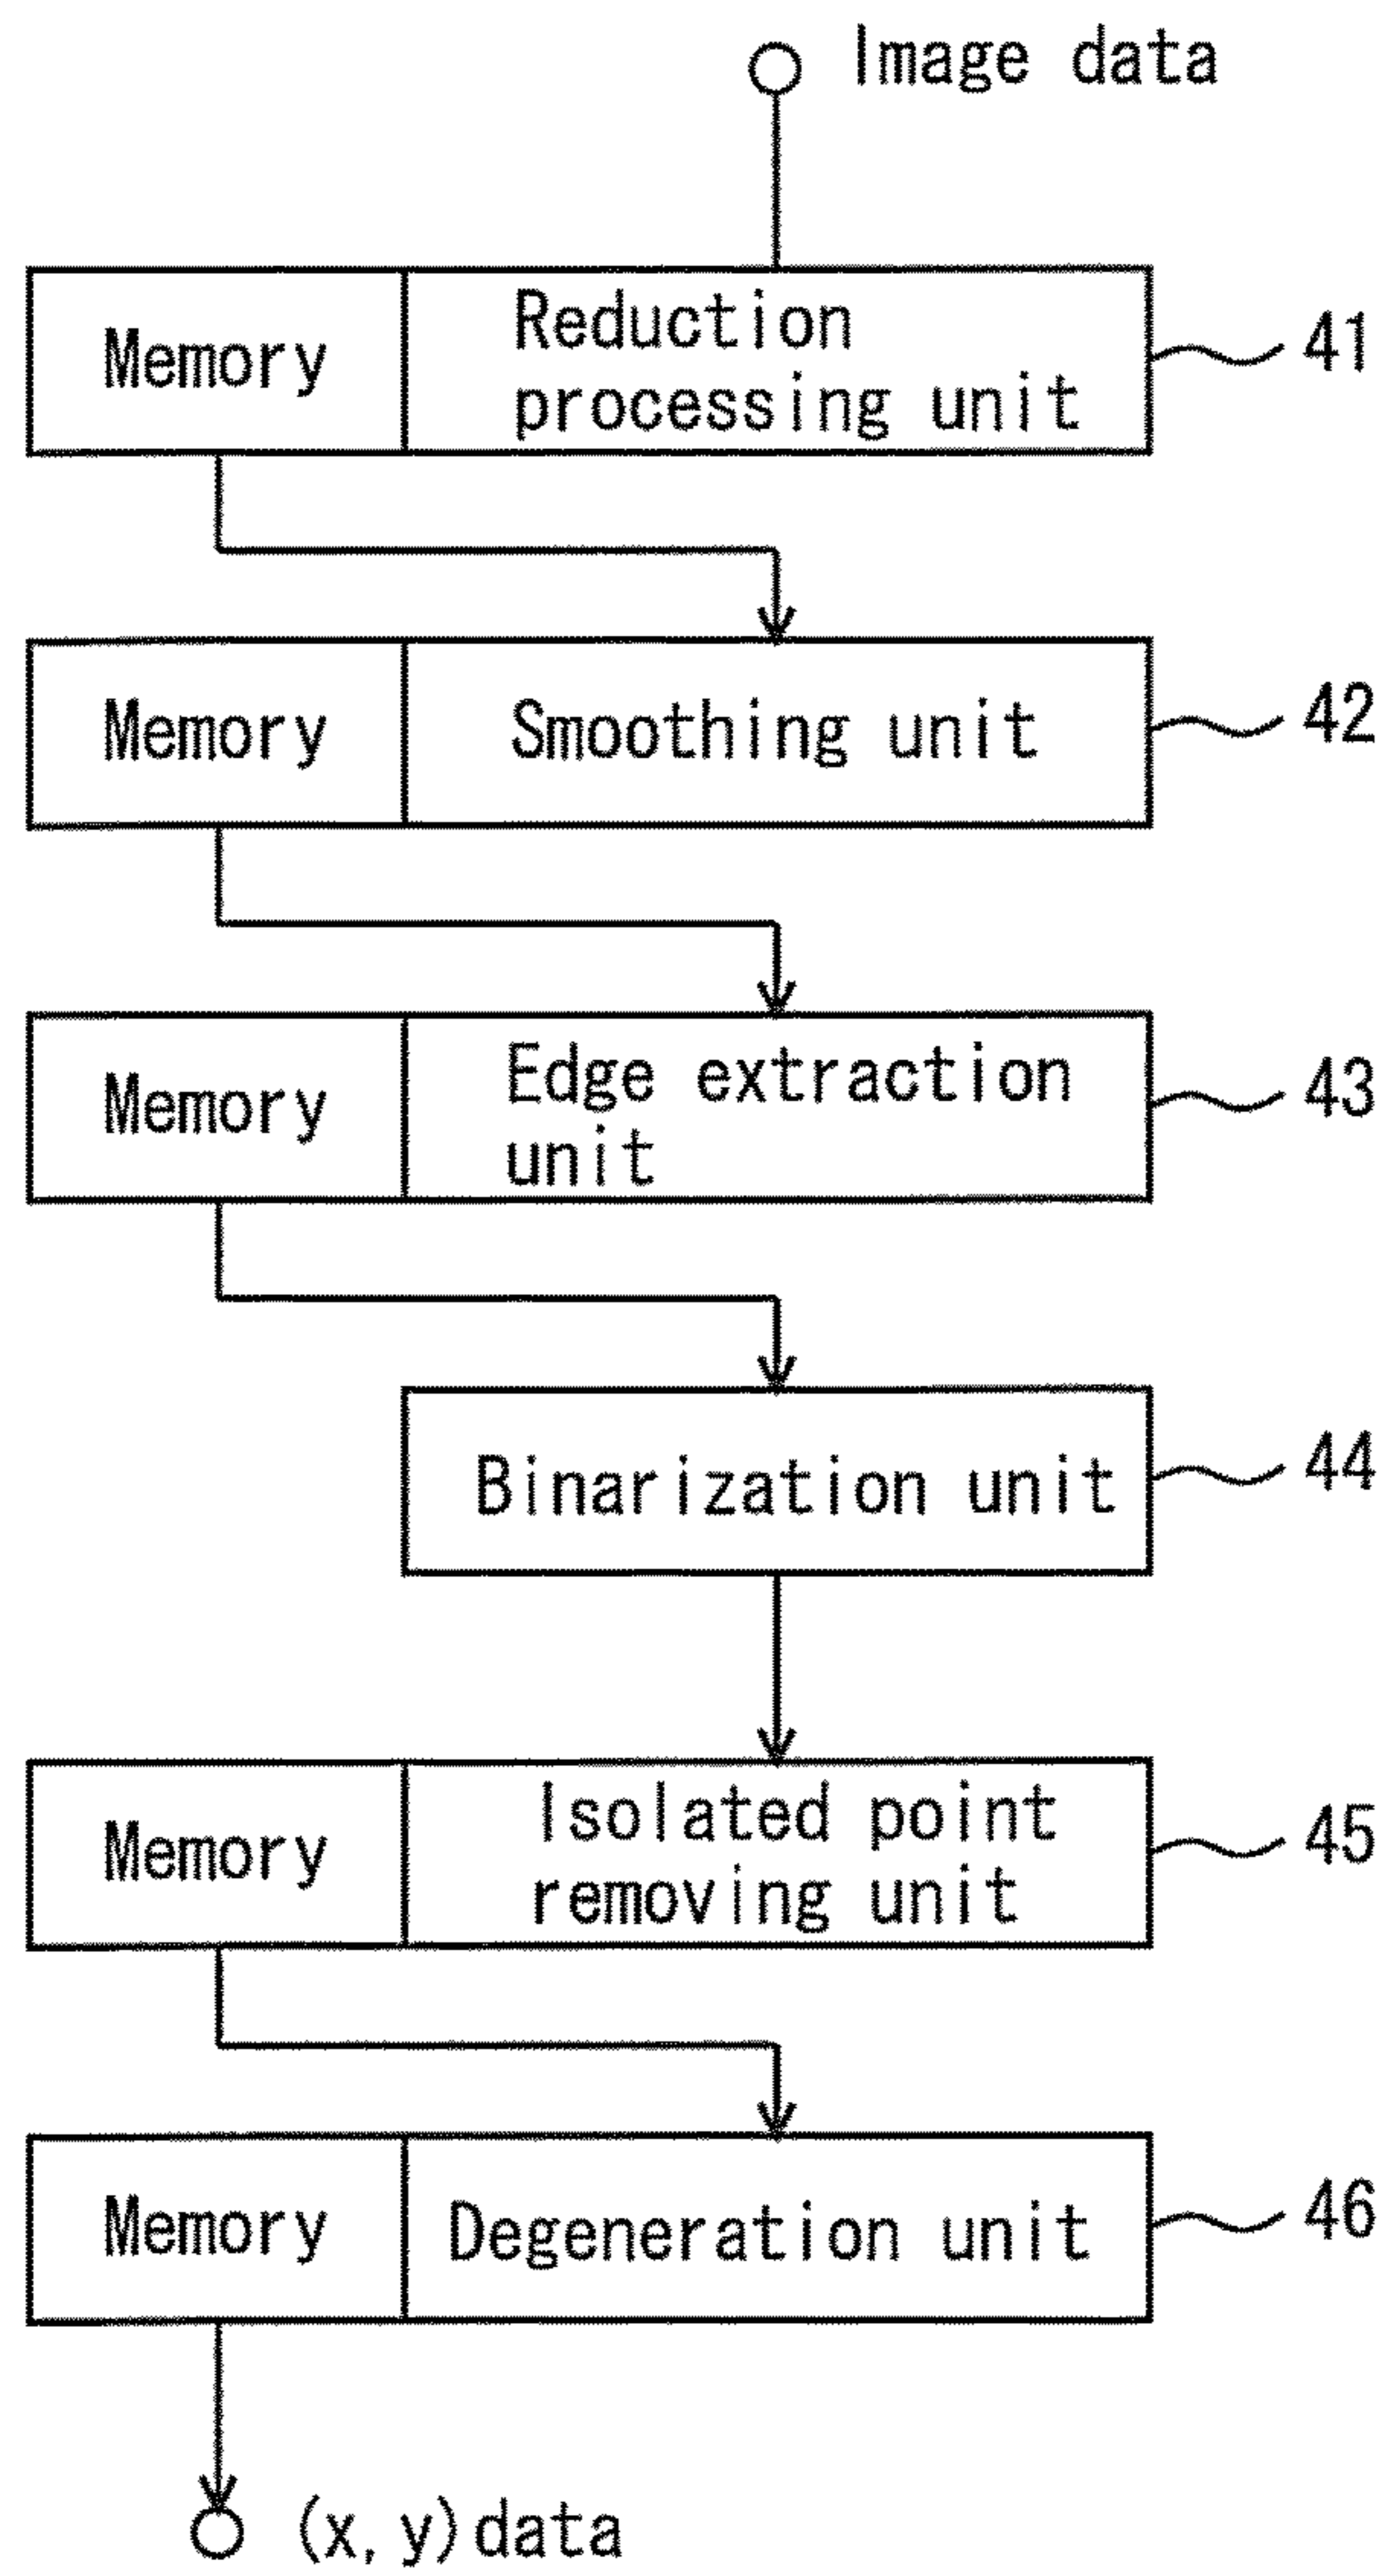 Image data
Memory
Reduction
processing unit
41
Memory
Smoothing unit
42
Memory
Edge extraction
unit
43
Binarization unit
44
Memory
Isolated point
removing unit
45
Memory
Degeneration unit
46
(x, y) data